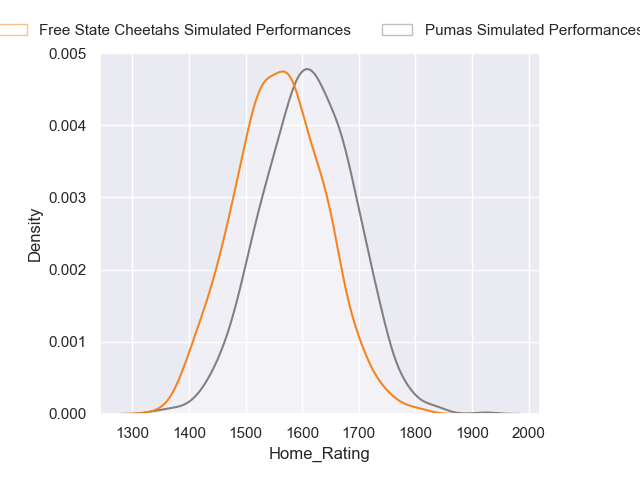 Free State Cheetahs Simulated Performances Pumas Simulated Performances
0.005
0.004
0.003
0.002
0.001
0.000
Density
1300 1400 1500 1600 1700 1800 1900 2000
Home_Rating